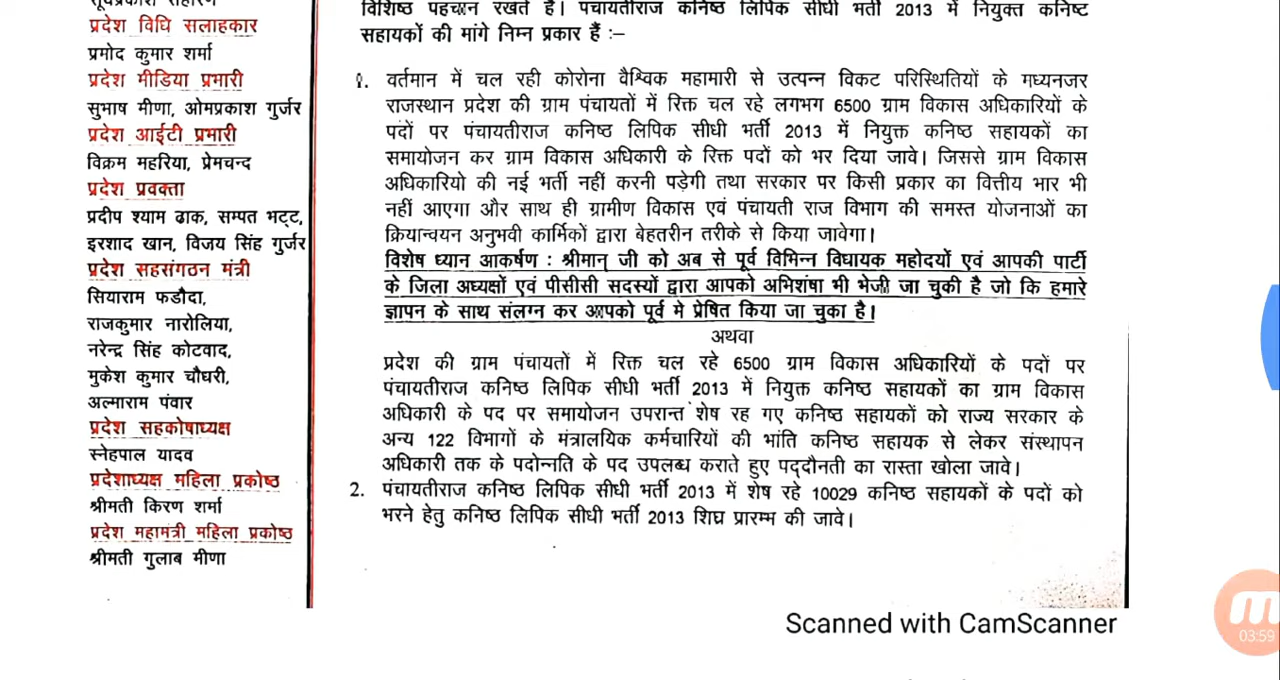 सूर्यप्रकाश सहारण
प्रदेश विधि सलाहकार
प्रमोद कुमार शर्मा
प्रदेश मीडिया प्रभारी
सुभाष मीणा, ओमप्रकाश गुर्जर
प्रदेश आईटी प्रभारी
विक्रम महरिया, प्रेमचन्द
प्रदेश प्रवक्ता
प्रदीप श्याम ढाक, सम्पत भट्ट,
इरशाद खान, विजय सिंह गुर्जर
प्रदेश सहसंगठन मंत्री
सियाराम फडौदा,
राजकुमार नारोलिया,
नरेन्द्र सिंह कोटवाद,
मुकेश कुमार चौघरी,
अल्माराम पंवार
प्रदेश सहकोषाध्यक्ष
स्नेहपाल यादव
प्रदेशाध्यक्ष महिला प्रकोष्ठ
श्रीमती किरण शर्मा
प्रदेश महामंत्री महिला प्रकोष्ठ
श्रीमती गुलाब मीणा
विशिष्ठ पहचान रखते है। पंचायतीराज कनिष्ठ लिपिक सीधी भर्ती 2013 में नियुक्त कनिष्ट
सहायकों की मांगे निम्न प्रकार हैं :–
1. वर्तमान में चल रही कोरोना वैश्विक महामारी से उत्पन्न विकट परिस्थितियों के मध्यनजर
राजस्थान प्रदेश की ग्राम पंचायतों में रिक्त चल रहे लगभग 6500 ग्राम विकास अधिकारियों के
पदों पर पंचायतीराज कनिष्ठ लिपिक सीधी भर्ती 2013 में नियुक्त कनिष्ठ सहायकों का
समायोजन कर ग्राम विकास अधिकारी के रिक्त पदों को भर दिया जावे। जिससे ग्राम विकास
अधिकारियो की नई भर्ती नहीं करनी पड़ेगी तथा सरकार पर किसी प्रकार का वित्तीय भार भी
नहीं आएगा और साथ ही ग्रामीण विकास एवं पंचायती राज विभाग की समस्त योजनाओं का
क्रियान्वयन अनुभवी कार्मिकों द्वारा बेहतरीन तरीके से किया जावेगा।
विशेष ध्यान आकर्षण : श्रीमान् जी को अब से पूर्व विभिन्न विधायक महोदयों एवं आपकी पार्टी
के जिला अध्यक्षों एवं पीसीसी सदस्यों द्वारा आपको अभिशंषा भी भेजी जा चुकी है जो कि हमारे
ज्ञापन के साथ संलग्न कर आपको पूर्व मे प्रेषित किया जा चुका है।
अथवा
प्रदेश की ग्राम पंचायतों में रिक्त चल रहे 6500 ग्राम विकास अधिकारियों के पदों पर
पंचायतीराज कनिष्ठ लिपिक सीधी भर्ती 2013 में नियुक्त कनिष्ठ सहायकों का ग्राम विकास
अधिकारी के पद पर समायोजन उपरान्त शेष रह गए कनिष्ठ सहायकों को राज्य सरकार के
अन्य 122 विभागों के मंत्रालयिक कर्मचारियों की भांति कनिष्ठ सहायक से लेकर संस्थापन
अधिकारी तक के पदोन्नति के पद उपलब्ध कराते हुए पद्दौनती का रास्ता खोला जावे।
2. पंचायतीराज कनिष्ठ लिपिक सीधी भर्ती 2013 में शेष रहे 10029 कनिष्ठ सहायकों के पदों को
भरने हेतु कनिष्ठ लिपिक सीधी भर्ती 2013 शिघ्र प्रारम्भ की जावे।
Scanned with CamScanner
03:59